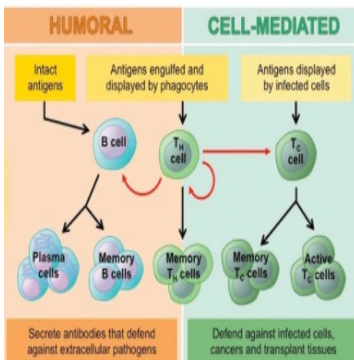 HUMORAL
CELL-MEDIATED
Intact
antigens
Antigens engulfed and
displayed by phagocytes
Antigens displayed
by infected cells
B cell
TH
cell
TC
cell
Plasma
cells
Memory
B cells
Memory
TH cells
Memory
TC cells
Active
TC cells
Secrete antibodies that defend
against extracellular pathogens
Defend against infected cells,
cancers and transplant tissues